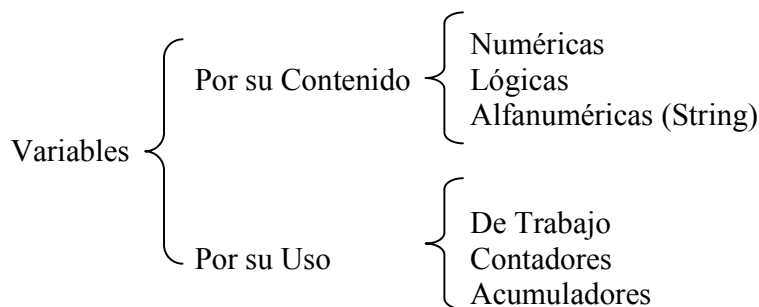 Variables
Por su Contenido
Numéricas
Lógicas
Alfanuméricas (String)
Por su Uso
De Trabajo
Contadores
Acumuladores